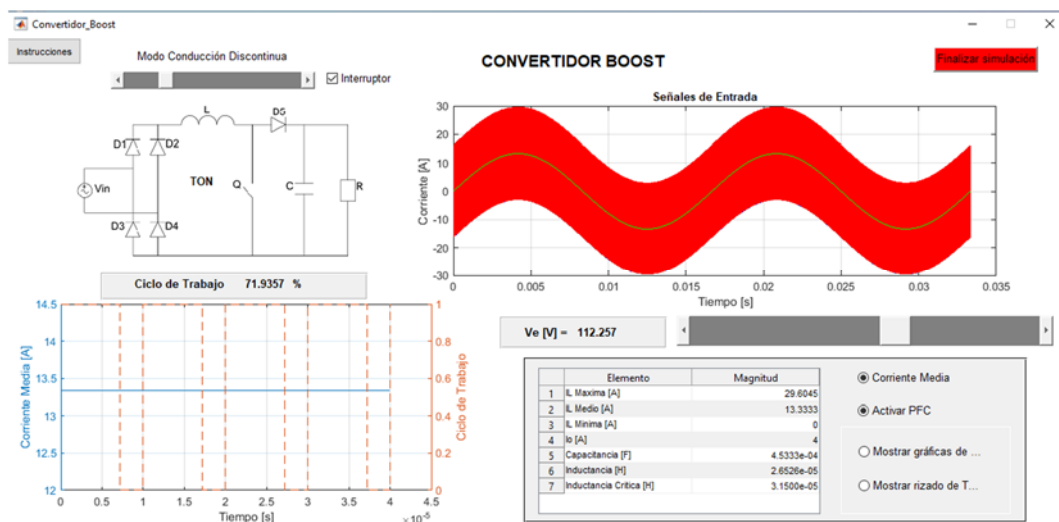 Convertidor_Boost
Instrucciones
Modo Conducción Discontinua
Interruptor
CONVERTIDOR BOOST
Finalizar simulación
L
D5
D1
D2
Vin
TON
Q
C
R
D3
D4
Señales de Entrada
Corriente [A]
30
20
10
0
-10
-20
-30
0
0.005
0.01
0.015
0.02
0.025
0.03
0.035
Tiempo [s]
Ciclo de Trabajo 71.9357 %
Ve [V] = 112.257
Corriente Media [A]
14.5
14
13.5
13
12.5
12
Ciclo de Trabajo
1
0.8
0.6
0.4
0.2
0
0
0.5
1
1.5
2
2.5
3
3.5
4
4.5
Tiempo [s]
×10-5
Elemento Magnitud
1 IL Maxima [A] 29.6045
2 IL Medio [A] 13.3333
3 IL Minima [A] 0
4 Io [A] 4
5 Capacitancia [F] 4.5333e-04
6 Inductancia [H] 2.6526e-05
7 Inductancia Critica [H] 3.1500e-05
Corriente Media
Activar PFC
Mostrar gráficas de ...
Mostrar rizado de T...